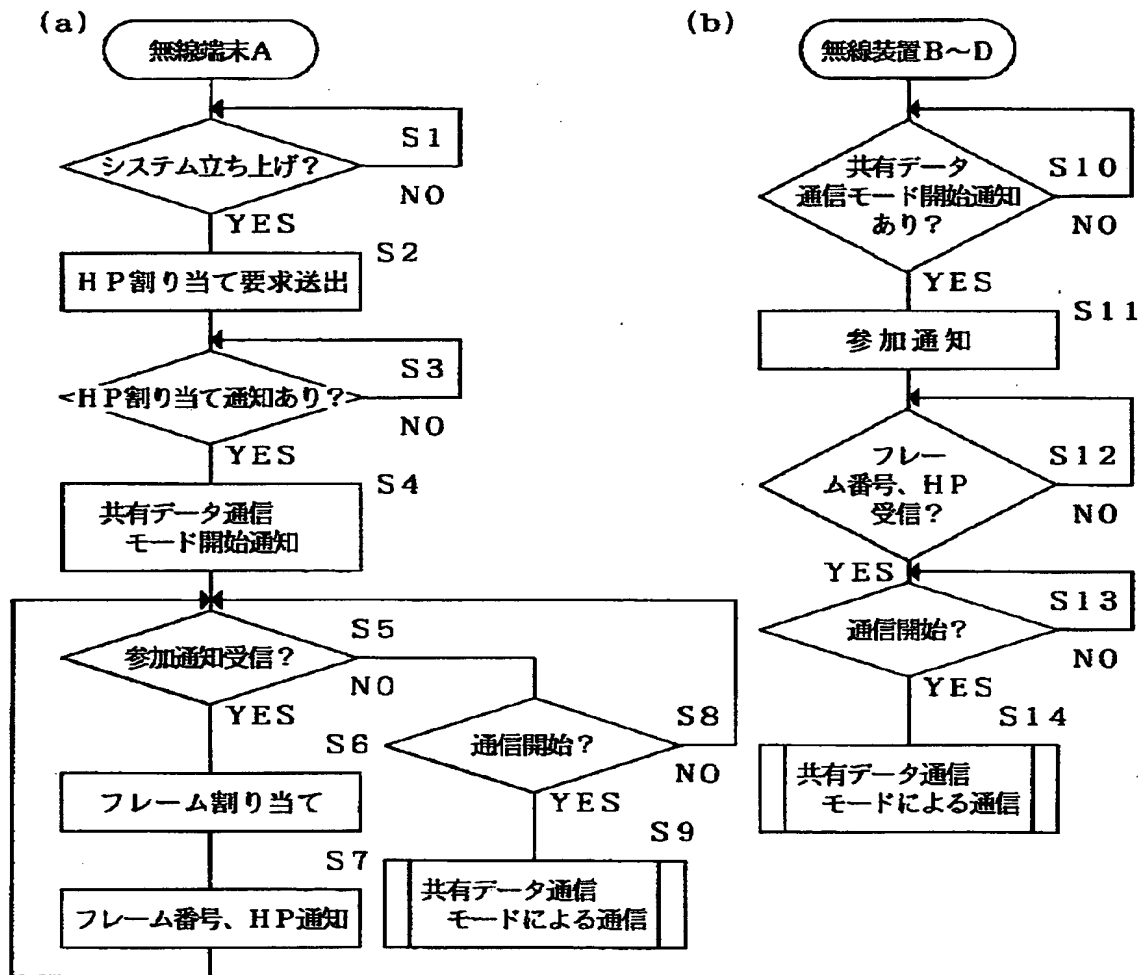 (a)
無線端末A
システム立ち上げ?
S1
NO
YES
S2
HP割り当て要求送出
HP割り当て通知あり?
S3
NO
YES
S4
共有データ通信
モード開始通知
参加通知受信?
S5
NO
YES
S6
フレーム割り当て
S7
フレーム番号、HP通知
通信開始?
S8
NO
YES
S9
共有データ通信
モードによる通信
(b)
無線装置B~D
共有データ
通信モード開始通知
あり?
S10
NO
YES
S11
参加通知
フレー
ム番号、HP
受信?
S12
NO
YES
通信開始?
S13
NO
YES
S14
共有データ通信
モードによる通信